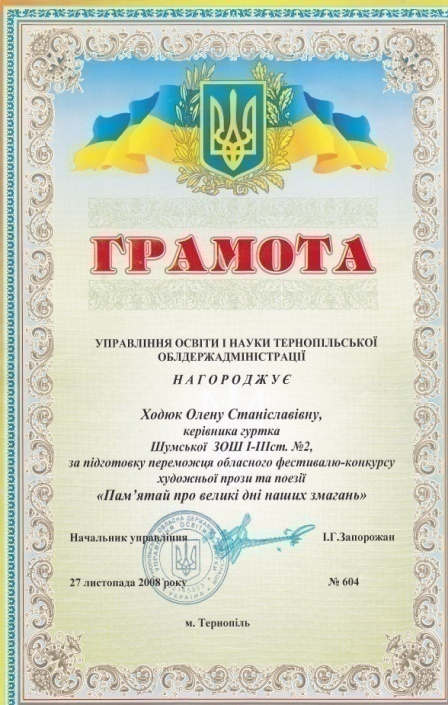 ГРАМОТА
УПРАВЛІННЯ ОСВІТИ І НАУКИ ТЕРНОПІЛЬСЬКОЇ
ОБЛДЕРЖАДМІНІСТРАЦІЇ
НАГОРОДЖУЄ
Ходюк Олену Станіславівну,
керівника гуртка
Шумської ЗОШ І-ІІІст. №2,
за підготовку переможця обласного фестивалю-конкурсу
художньої прози та поезії
«Пам’ятай про великі дні наших змагань»
Начальник управління І.Г.Запорожан
27 листопада 2008 року № 604
м. Тернопіль